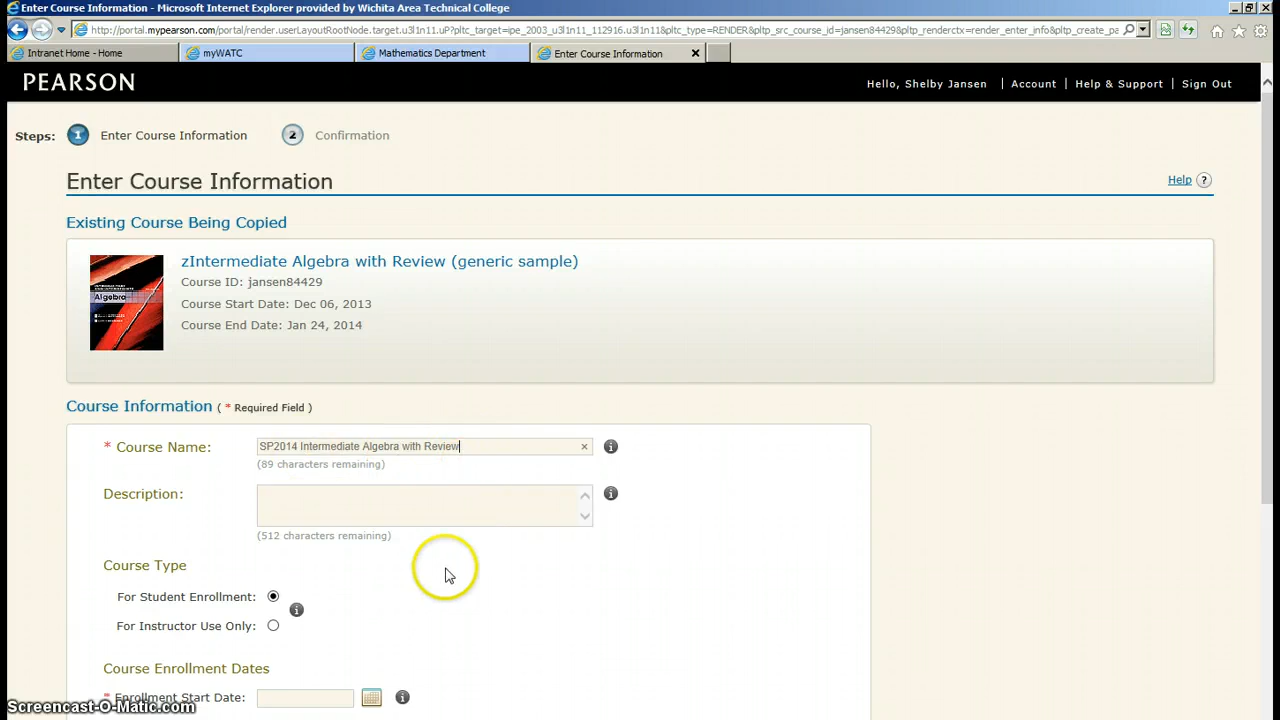 Enter Course Information - Microsoft Internet Explorer provided by Wichita Area Technical College
http://portal.mypearson.com/portal/render.userLayoutRootNode.target.u3l1n11.uP?pltc_target=ipe_2003_u3l1n11_112916.u3l1n11&pltc_type=RENDER&pltp_src_course_id=jansen84429&pltp_renderctx=render_enter_info&pltp_create_pa
Intranet Home - Home
myWATC
Mathematics Department
Enter Course Information
PEARSON
Hello, Shelby Jansen | Account | Help & Support | Sign Out
Steps: 1 Enter Course Information 2 Confirmation
Enter Course Information
Help ?
Existing Course Being Copied
Algebra
zIntermediate Algebra with Review (generic sample)
Course ID: jansen84429
Course Start Date: Dec 06, 2013
Course End Date: Jan 24, 2014
Course Information ( * Required Field )
* Course Name: SP2014 Intermediate Algebra with Review
(89 characters remaining)
Description:
(512 characters remaining)
Course Type
For Student Enrollment:
For Instructor Use Only:
Course Enrollment Dates
* Enrollment Start Date:
Screencast-O-Matic.com